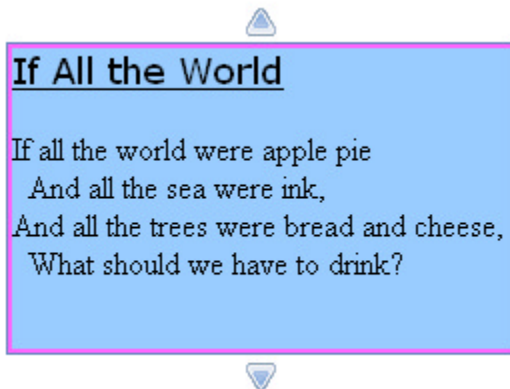 If All the World
If all the world were apple pie
And all the sea were ink,
And all the trees were bread and cheese,
What should we have to drink?